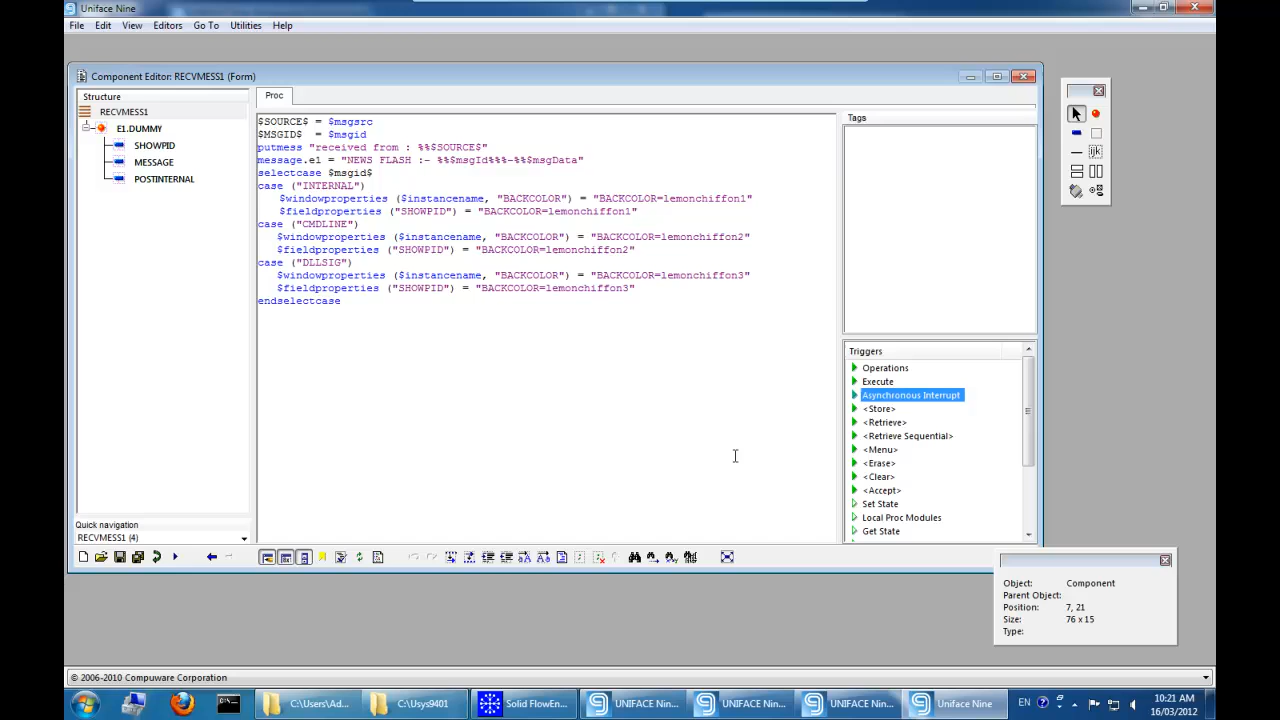 Uniface Nine
File Edit View Editors Go To Utilities Help
Component Editor: RECVMESS1 (Form)
Structure
RECVMESS1
E1.DUMMY
SHOWPID
MESSAGE
POSTINTERNAL
Quick navigation
RECVMESS1 (4)
Proc
$SOURCE$ = $msgsrc
$MSGID$  = $msgid
putmess "received from : %%$SOURCE$"
message.e1 = "NEWS FLASH :- %%$msgId%%%-%%$msgData"
selectcase $msgid$
case ("INTERNAL")
$windowproperties ($instancename, "BACKCOLOR") = "BACKCOLOR=lemonchiffon1"
$fieldproperties ("SHOWPID") = "BACKCOLOR=lemonchiffon1"
case ("CMDLINE")
$windowproperties ($instancename, "BACKCOLOR") = "BACKCOLOR=lemonchiffon2"
$fieldproperties ("SHOWPID") = "BACKCOLOR=lemonchiffon2"
case ("DLLSIG")
$windowproperties ($instancename, "BACKCOLOR") = "BACKCOLOR=lemonchiffon3"
$fieldproperties ("SHOWPID") = "BACKCOLOR=lemonchiffon3"
endselectcase
Tags
Triggers
Operations
Execute
Asynchronous Interrupt
<Store>
<Retrieve>
<Retrieve Sequential>
<Menu>
<Erase>
<Clear>
<Accept>
Set State
Local Proc Modules
Get State
ijk
Object: Component
Parent Object:
Position: 7, 21
Size: 76 x 15
Type:
© 2006-2010 Compuware Corporation
C:\Users\Ad...
C:\Usys9401
Solid FlowEn...
UNIFACE Nin...
UNIFACE Nin...
UNIFACE Nin...
Uniface Nine
EN
10:21 AM
16/03/2012